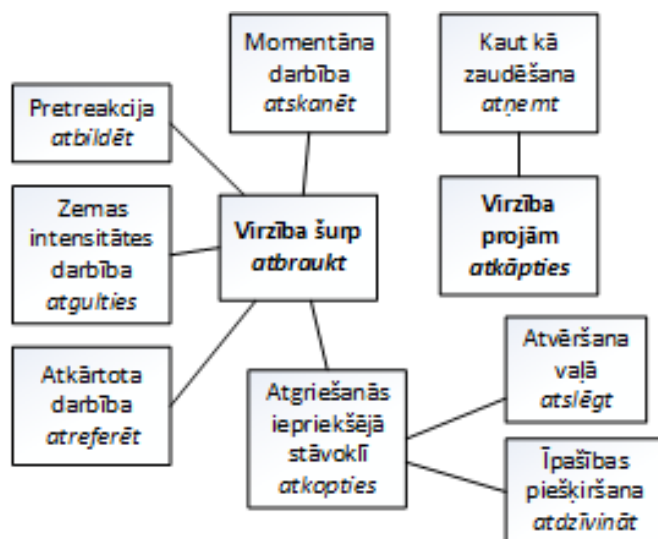 Momentāna
darbība
atskanēt
Kaut kā
zaudēšana
atņemt
Pretreakcija
atbildēt
Zemas
intensitātes
darbība
atgulties
Virzība šurp
atbraukt
Virzība
projām
atkāpties
Atkārtota
darbība
atreferēt
Atgriešanās
iepriekšējā
stāvoklī
atkopties
Atvēršana
vaļā
atslēgt
Īpašības
piešķiršana
atdzīvināt